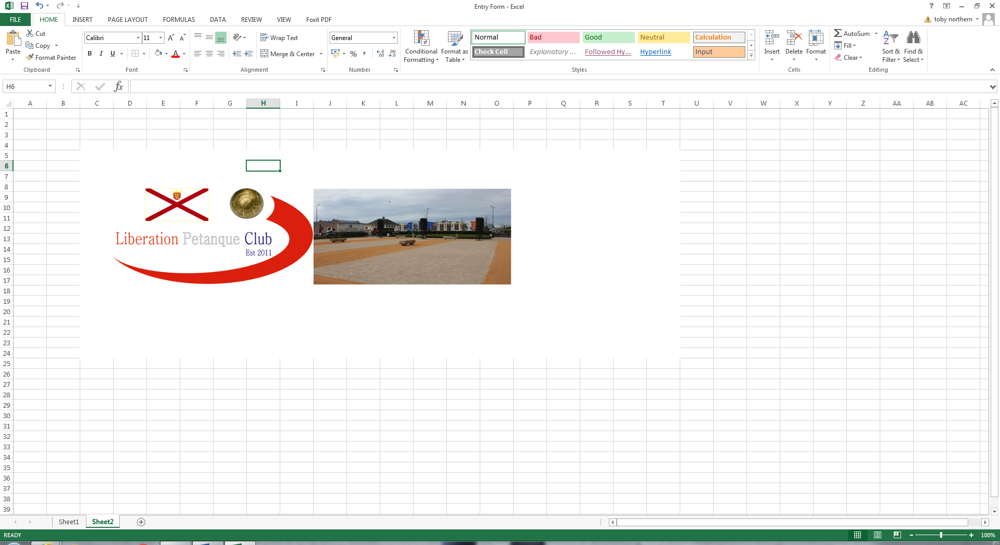 Entry Form - Excel
FILE HOME INSERT PAGE LAYOUT FORMULAS DATA REVIEW VIEW Foxit PDF toby northern
Paste
Cut
Copy
Format Painter
Clipboard
Calibri 11
B I U
Font
Wrap Text
Merge & Center
Alignment
General
%
Number
Conditional Formatting
Format as Table
Normal Bad Good Neutral Calculation
Check Cell Explanatory ... Followed Hy... Hyperlink Input
Styles
Insert Delete Format
Cells
AutoSum
Fill
Clear
Sort & Filter
Find & Select
Editing
H6 fx
A B C D E F G H I J K L M N O P Q R S T U V W X Y Z AA AB AC
1
2
3
4
5
6
7
8
9
10
11
12
13
14
15
16
17
18
19
20
21
22
23
24
25
26
27
28
29
30
31
32
33
34
35
36
37
38
39
Liberation Petanque Club
Est 2011
Sheet1 Sheet2
READY 100%